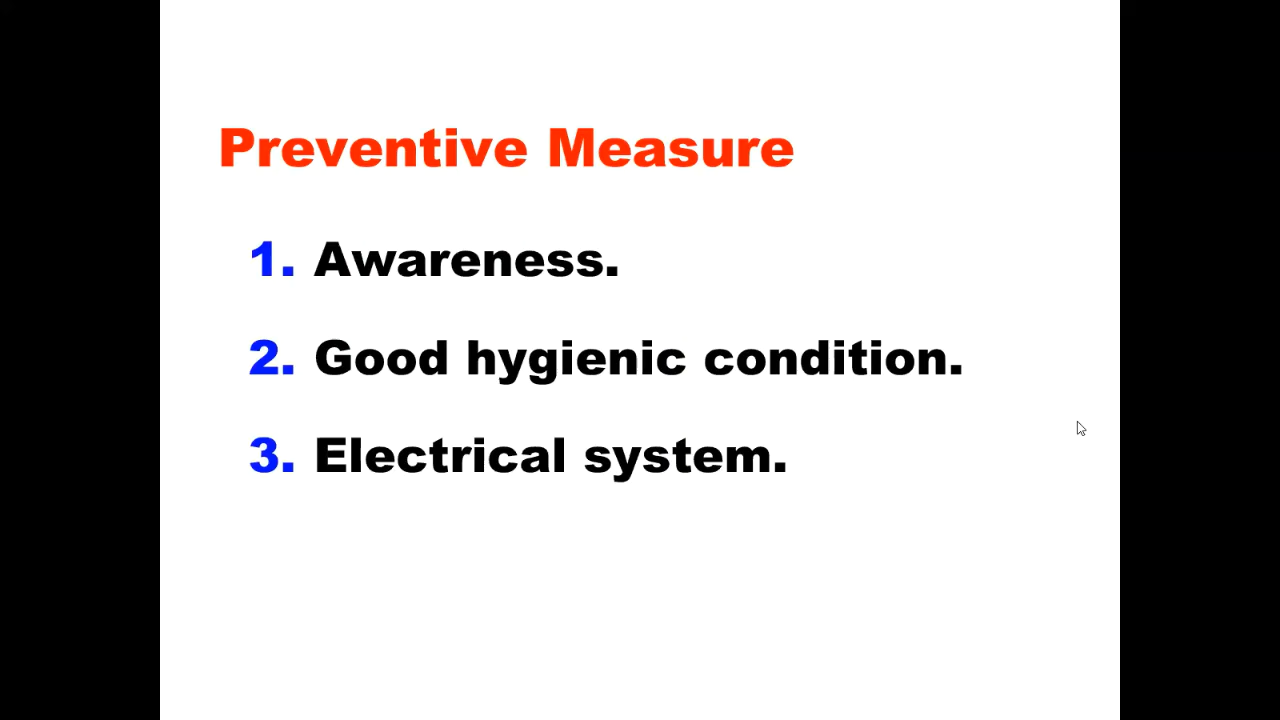 Preventive Measure
1. Awareness.
2. Good hygienic condition.
3. Electrical system.